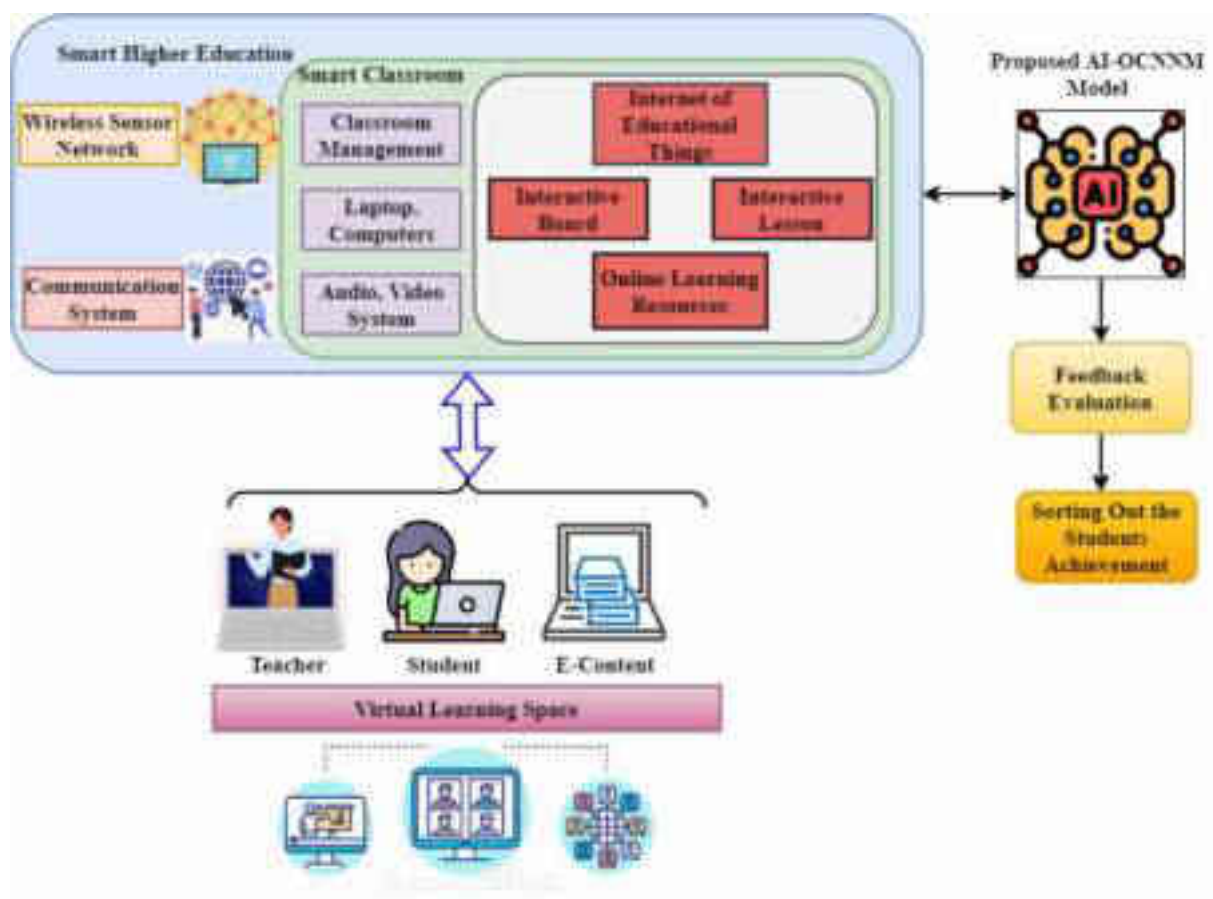 Smart Higher Education
Smart Classroom
Wireless Sensor
Network
Communication
System
Classroom
Management
Laptop,
Computers
Audio, Video
System
Internet of
Educational
Things
Interactive
Board
Interactive
Lesson
Online Learning
Resources
Proposed AI-OCNNM
Model
AI
Feedback
Evaluation
Sorting Out the
Students
Achievement
Teacher
Student
E-Content
Virtual Learning Space